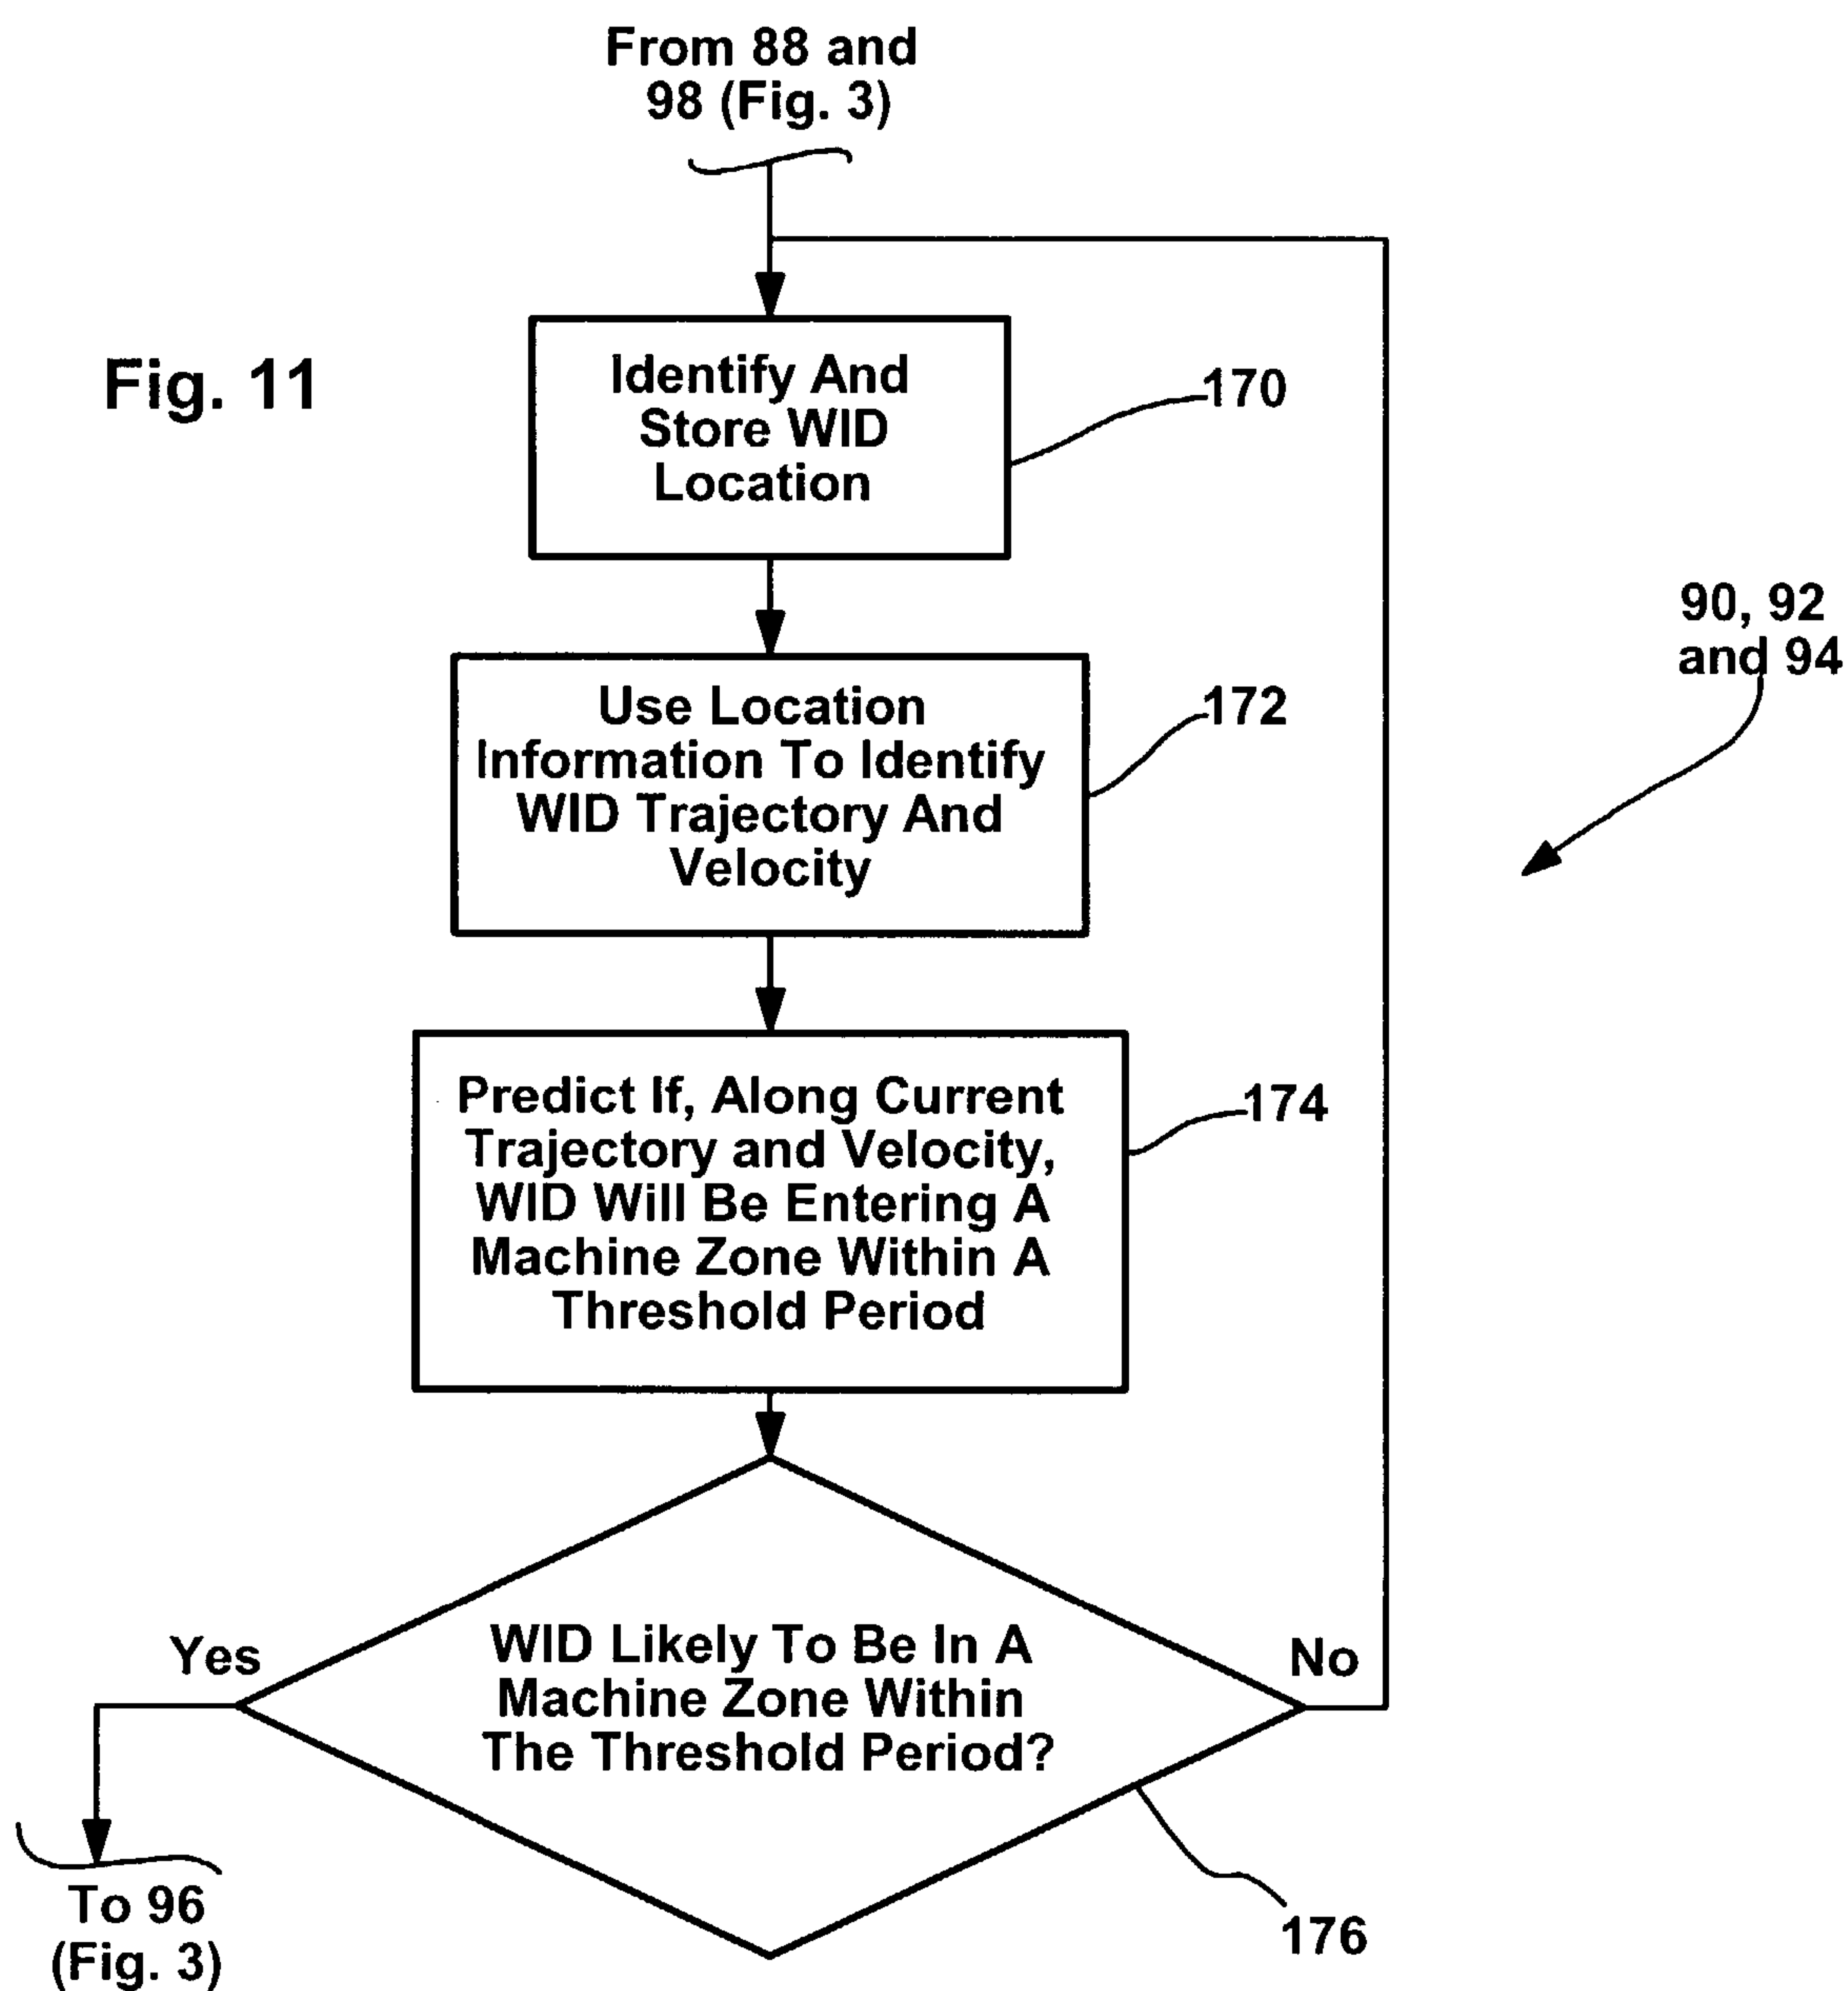 From 88 and
98 (Fig. 3)
Fig. 11
Identify And
Store WID
Location
170
90, 92
and 94
Use Location
Information To Identify
WID Trajectory And
Velocity
172
Predict If, Along Current
Trajectory and Velocity,
WID Will Be Entering A
Machine Zone Within A
Threshold Period
174
Yes
WID Likely To Be In A
Machine Zone Within
The Threshold Period?
No
To 96
(Fig. 3)
176